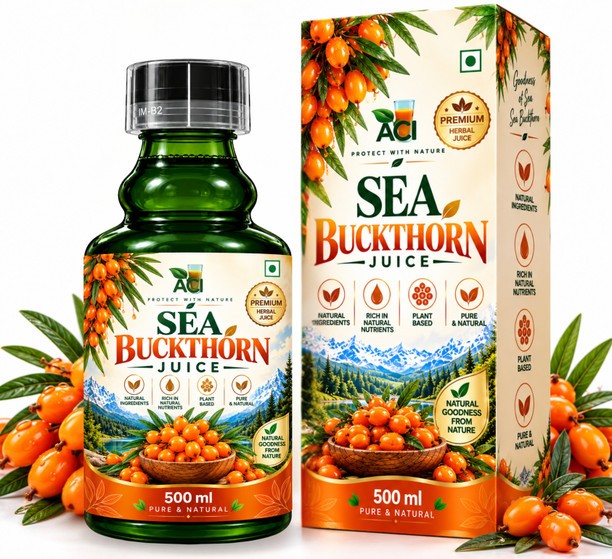 IM-82
ACI
PROTECT WITH NATURE
PREMIUM
HERBAL
JUICE
SÉA
BUCKTHORN
JUICE
NATURAL
INGREDIENTS
RICH IN
NATURAL
NUTRIENTS
PLANT
BASED
PURE
& NATURAL
NATURAL
GOODNESS
FROM
NATURE
500 ml
PURE & NATURAL
ACI
PROTECT WITH NATURE
PREMIUM
HERBAL
JUICE
SEA
BUCKTHORN
JUICE
NATURAL
INGREDIENTS
RICH IN
NATURAL
NUTRIENTS
PLANT
BASED
PURE
& NATURAL
NATURAL
GOODNESS
FROM
NATURE
500 ml
PURE & NATURAL
Goodness
of Sea
Sea Buckthorn
NATURAL
INGREDIENTS
RICH IN
NATURAL
NUTRIENTS
PLANT
BASED
PURE &
NATURAL